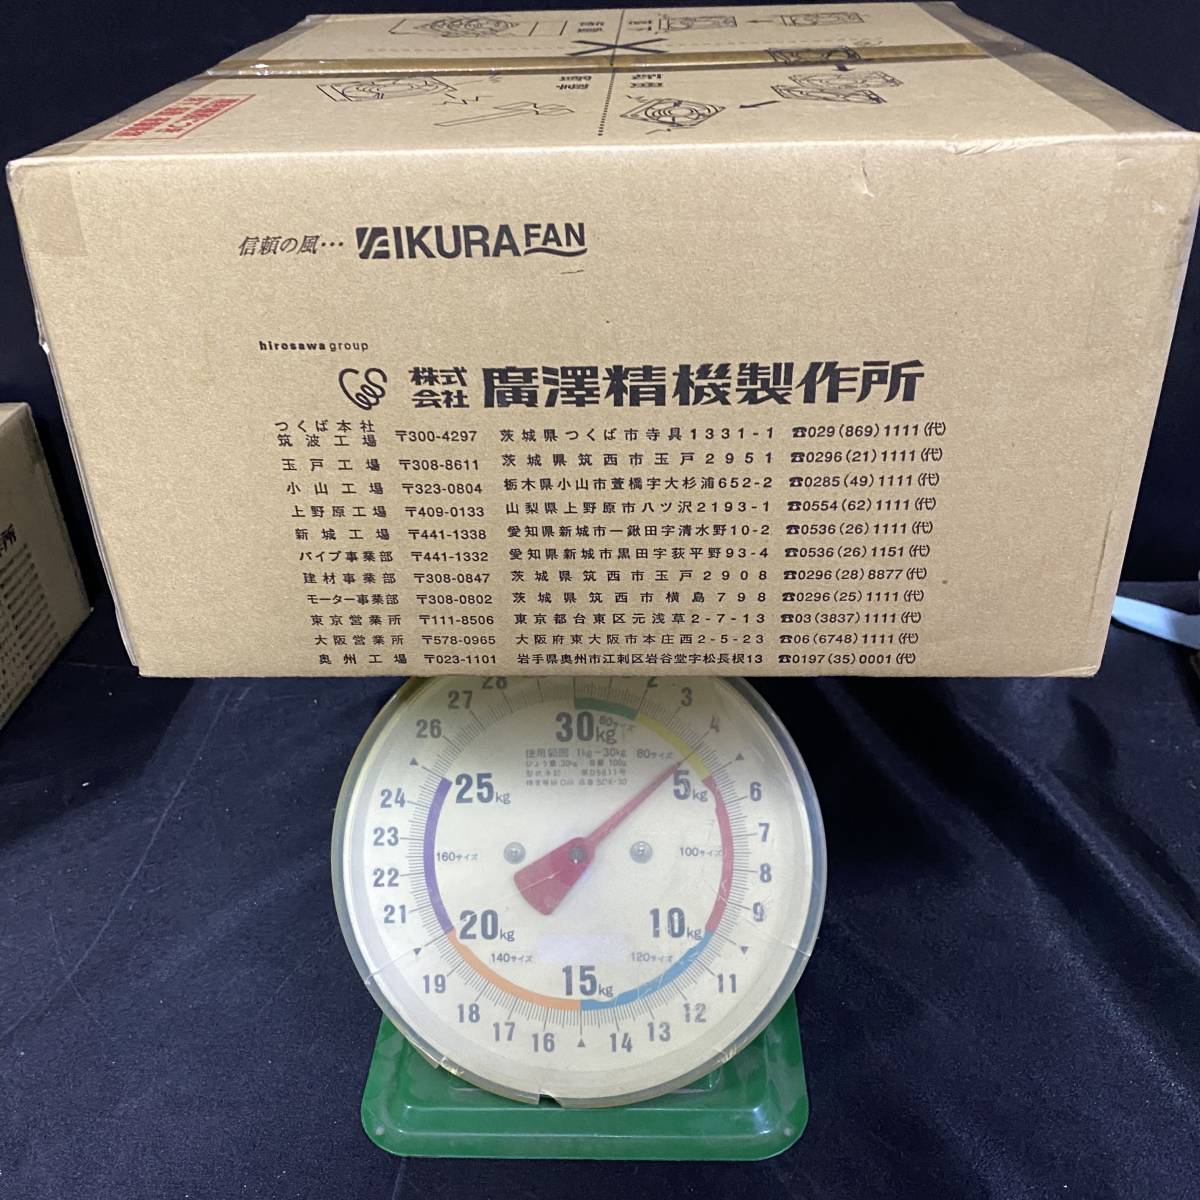 信頼の風… IKURAFAN
hirosawa group
株式会社 廣澤精機製作所
つくば本社
筑波工場 〒300-4297 茨城県つくば市寺具1331-1 ☎029(869)1111(代)
玉戸工場 〒308-8611 茨城県筑西市玉戸2951 ☎0296(21)1111(代)
小山工場 〒323-0804 栃木県小山市萱橋字大杉浦652-2 ☎0285(49)1111(代)
上野原工場 〒409-0133 山梨県上野原市八ツ沢2193-1 ☎0554(62)1111(代)
新城工場 〒441-1338 愛知県新城市一鍬田字清水野10-2 ☎0536(26)1111(代)
パイプ事業部 〒441-1332 愛知県新城市黒田字荻平野93-4 ☎0536(26)1151(代)
建材事業部 〒308-0847 茨城県筑西市玉戸2908 ☎0296(28)8877(代)
モーター事業部 〒308-0802 茨城県筑西市横島798 ☎0296(25)1111(代)
東京営業所 〒111-8506 東京都台東区元浅草2-7-13 ☎03(3837)1111(代)
大阪営業所 〒578-0965 大阪府東大阪市本庄西2-5-23 ☎06(6748)1111(代)
奥州工場 〒023-1101 岩手県奥州市江刺区岩谷堂字松長根13 ☎0197(35)0001(代)
28 2
27 3
26 30kg 4
使用範囲 1kg-30kg 60サイズ
ひょう量:30kg 目量 100g
24 25kg 5kg 6
23 7
160サイズ 100サイズ
22 8
21 9
20kg 10kg
140サイズ 120サイズ
19 15kg 11
18 12
17 13
16 14